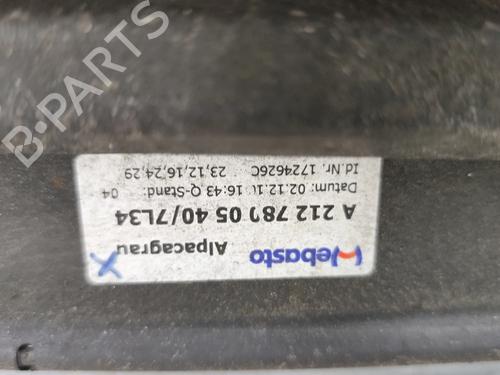 Webasto
Alpacagrau
A 212 780 05 40/7L34
Datum: 02.12.1 16:43 Q-Stand: 04
Id.Nr. 1724626C 23,12,16,24,29
B-PARTS